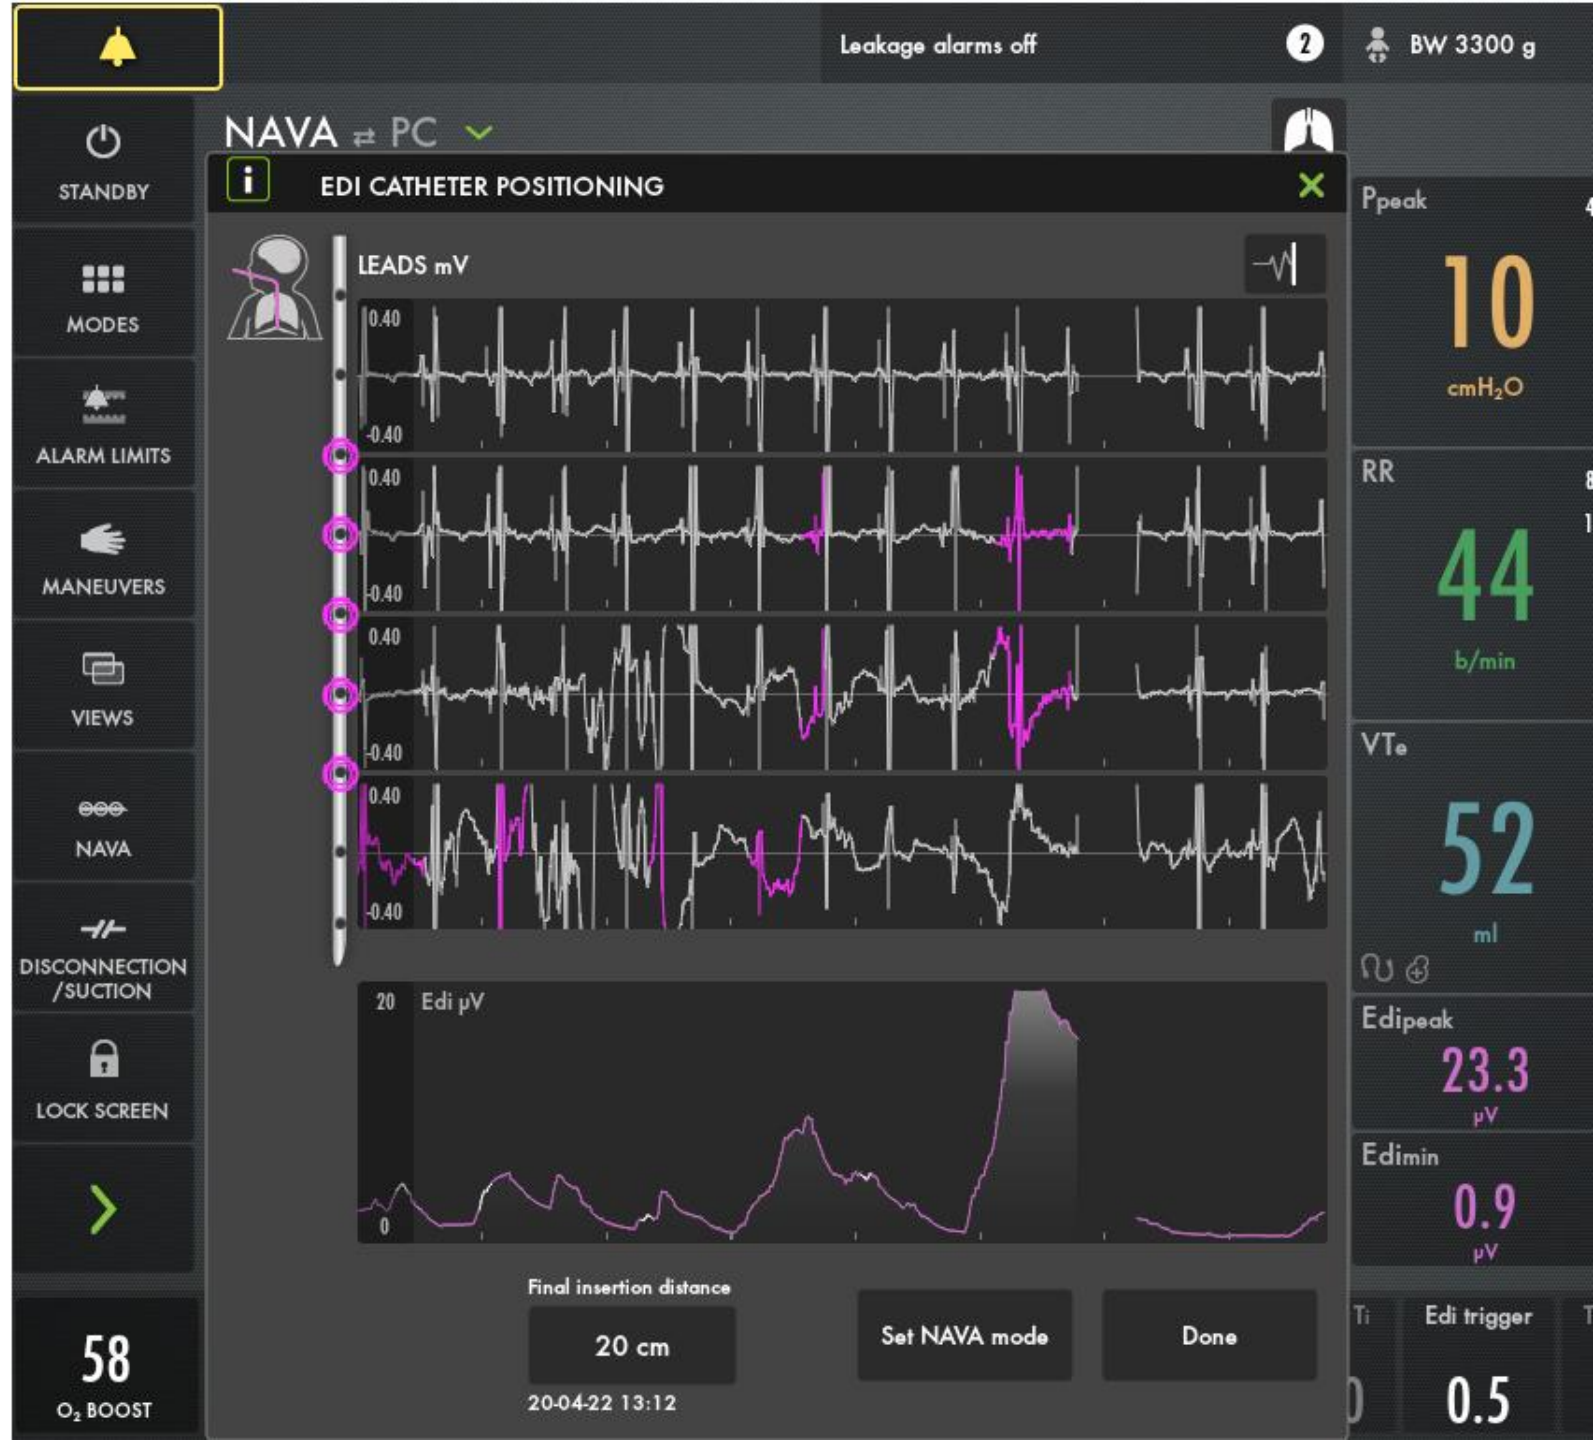 Leakage alarms off
2
BW 3300 g
STANDBY
NAVA ⇄ PC
i
EDI CATHETER POSITIONING
LEADS mV
0.40
-0.40
0.40
-0.40
0.40
-0.40
0.40
-0.40
20
Edi µV
0
Final insertion distance
20 cm
20-04-22 13:12
Set NAVA mode
Done
MODES
ALARM LIMITS
MANEUVERS
VIEWS
NAVA
DISCONNECTION
/SUCTION
LOCK SCREEN
58
O₂ BOOST
Ppeak
10
cmH₂O
RR
44
b/min
VTe
52
ml
Edipeak
23.3
µV
Edimin
0.9
µV
Ti
Edi trigger
0.5